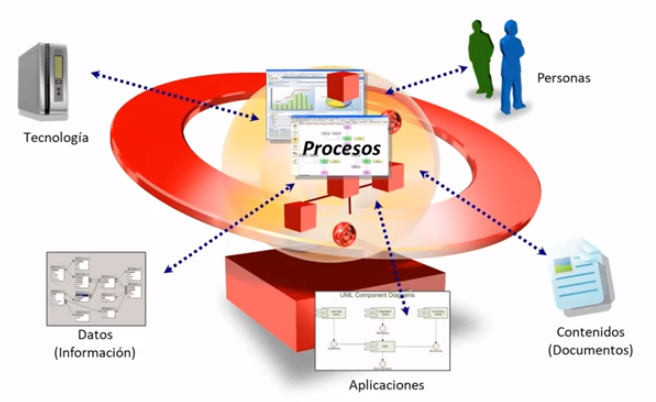 Tecnología
Personas
Procesos
Datos
(Información)
UML Component Diagrams
Aplicaciones
Contenidos
(Documentos)